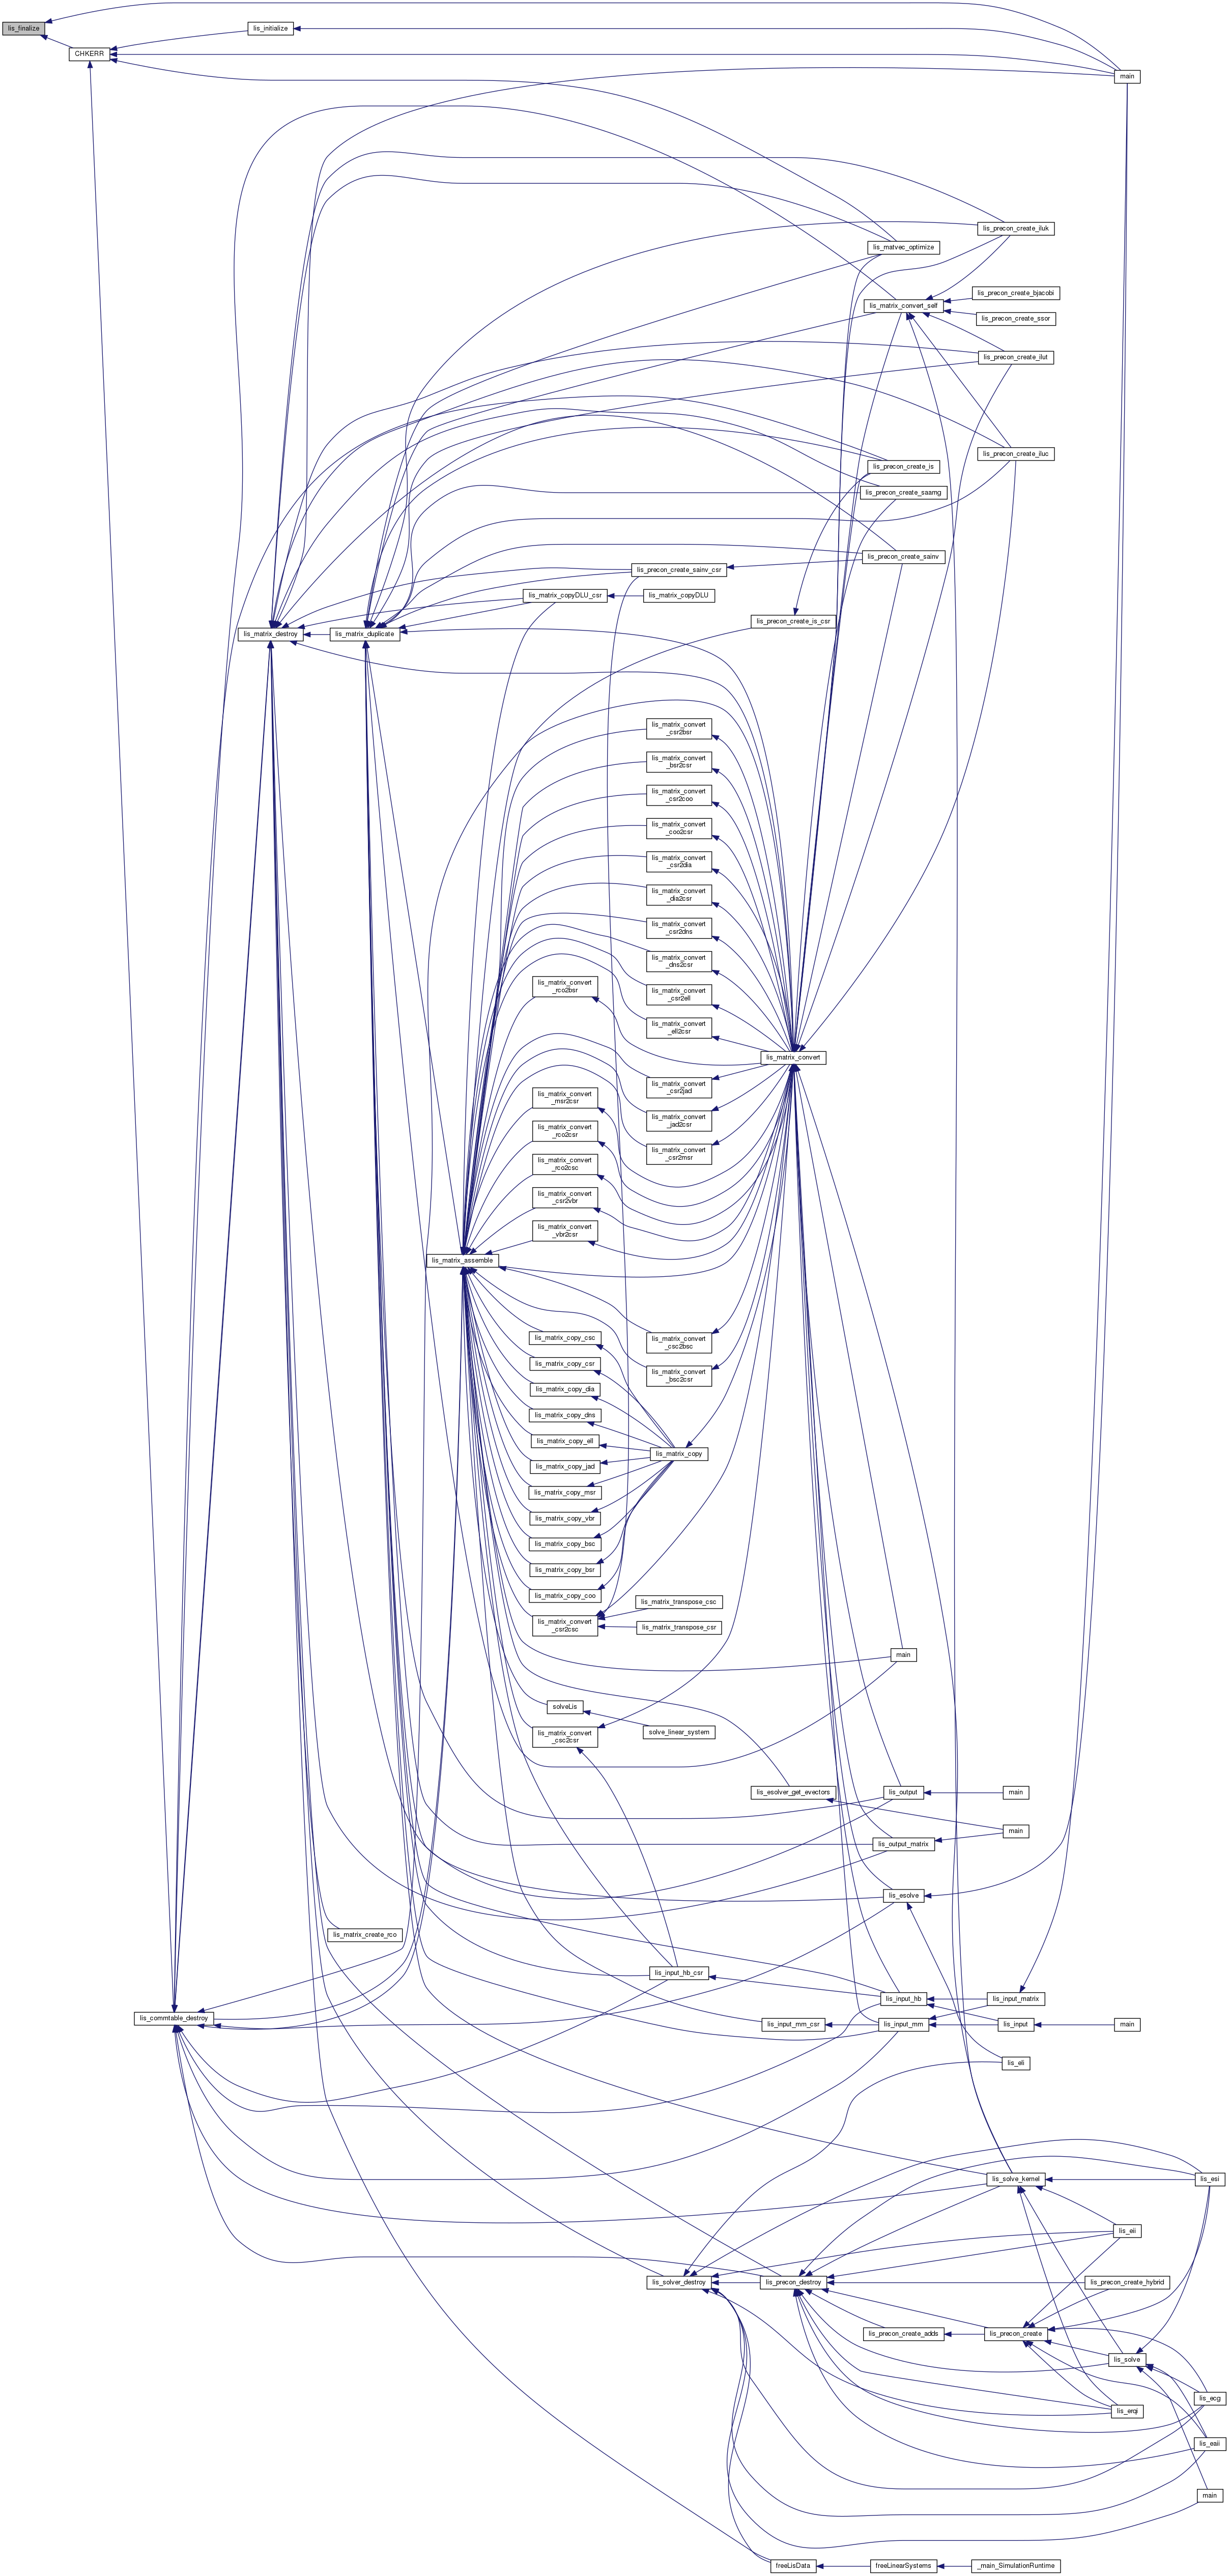 lis_finalize
lis_initialize
CHKERR
main
lis_precon_create_iluk
lis_matvec_optimize
lis_precon_create_bjacobi
lis_matrix_convert_self
lis_precon_create_ssor
lis_precon_create_ilut
lis_precon_create_iluc
lis_precon_create_is
lis_precon_create_saamg
lis_precon_create_sainv
lis_precon_create_sainv_csr
lis_matrix_copyDLU_csr
lis_matrix_copyDLU
lis_precon_create_is_csr
lis_matrix_destroy
lis_matrix_duplicate
lis_matrix_convert
_csr2bsr
lis_matrix_convert
_bsr2csr
lis_matrix_convert
_csr2coo
lis_matrix_convert
_coo2csr
lis_matrix_convert
_csr2dia
lis_matrix_convert
_dia2csr
lis_matrix_convert
_csr2dns
lis_matrix_convert
_dns2csr
lis_matrix_convert
_rco2bsr
lis_matrix_convert
_csr2ell
lis_matrix_convert
_ell2csr
lis_matrix_convert
lis_matrix_convert
_csr2jad
lis_matrix_convert
_msr2csr
lis_matrix_convert
_jad2csr
lis_matrix_convert
_rco2csr
lis_matrix_convert
_csr2msr
lis_matrix_convert
_rco2csc
lis_matrix_convert
_csr2vbr
lis_matrix_convert
_vbr2csr
lis_matrix_assemble
lis_matrix_copy_csc
lis_matrix_convert
_csc2bsc
lis_matrix_copy_csr
lis_matrix_convert
_bsc2csr
lis_matrix_copy_dia
lis_matrix_copy_dns
lis_matrix_copy_ell
lis_matrix_copy
lis_matrix_copy_jad
lis_matrix_copy_msr
lis_matrix_copy_vbr
lis_matrix_copy_bsc
lis_matrix_copy_bsr
lis_matrix_copy_coo
lis_matrix_transpose_csc
lis_matrix_convert
_csr2csc
lis_matrix_transpose_csr
main
solveLis
solve_linear_system
lis_matrix_convert
_csc2csr
lis_esolver_get_evectors
lis_output
main
main
lis_output_matrix
lis_esolve
lis_matrix_create_rco
lis_input_hb_csr
lis_input_hb
lis_input_matrix
lis_commtable_destroy
lis_input_mm_csr
lis_input_mm
lis_input
main
lis_eli
lis_solve_kernel
lis_esi
lis_eii
lis_solver_destroy
lis_precon_destroy
lis_precon_create_hybrid
lis_precon_create_adds
lis_precon_create
lis_solve
lis_ecg
lis_erqi
lis_eaii
main
freeLisData
freeLinearSystems
_main_SimulationRuntime